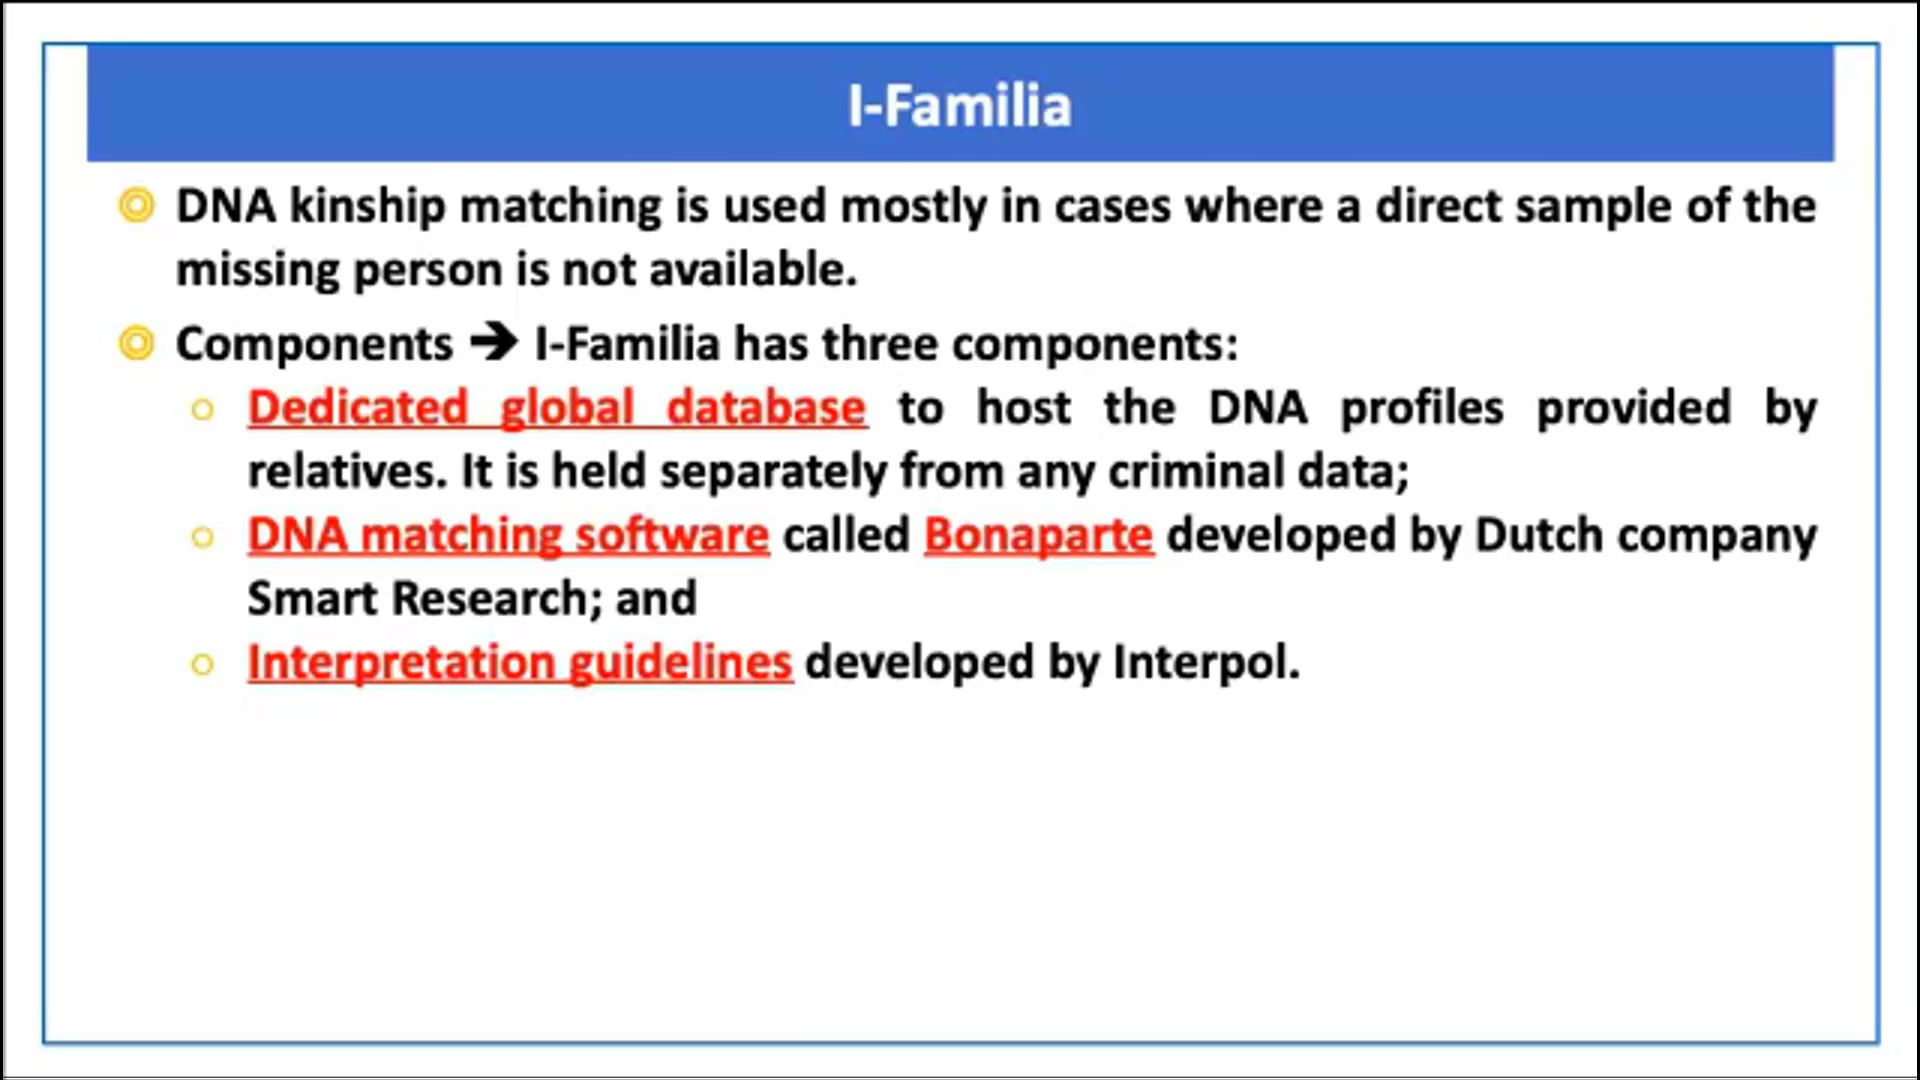 I-Familia
DNA kinship matching is used mostly in cases where a direct sample of the
missing person is not available.
Components ➔ I-Familia has three components:
Dedicated global database to host the DNA profiles provided by
relatives. It is held separately from any criminal data;
DNA matching software called Bonaparte developed by Dutch company
Smart Research; and
Interpretation guidelines developed by Interpol.